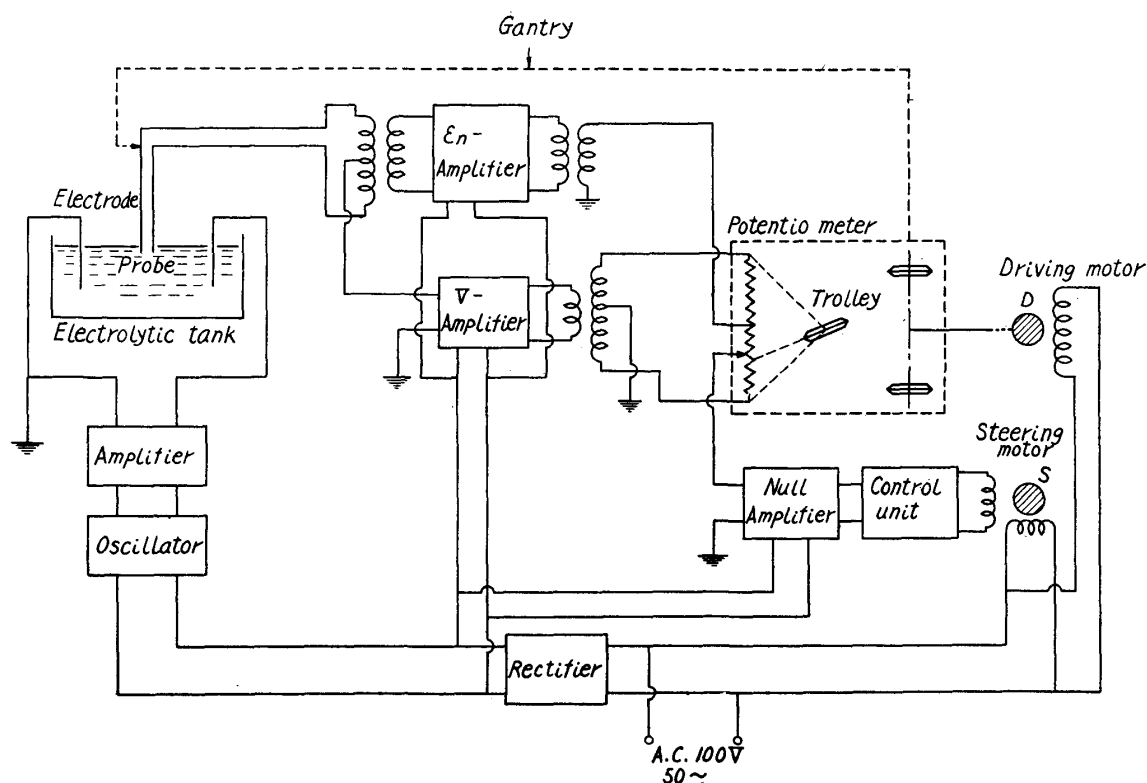 Gantry
Ɛn-
Amplifier
Electrode
Probe
Electrolytic tank
V-
Amplifier
Potentio meter
Trolley
Driving motor
D
Steering
motor
S
Amplifier
Oscillator
Null
Amplifier
Control
unit
Rectifier
A.C. 100V
50~